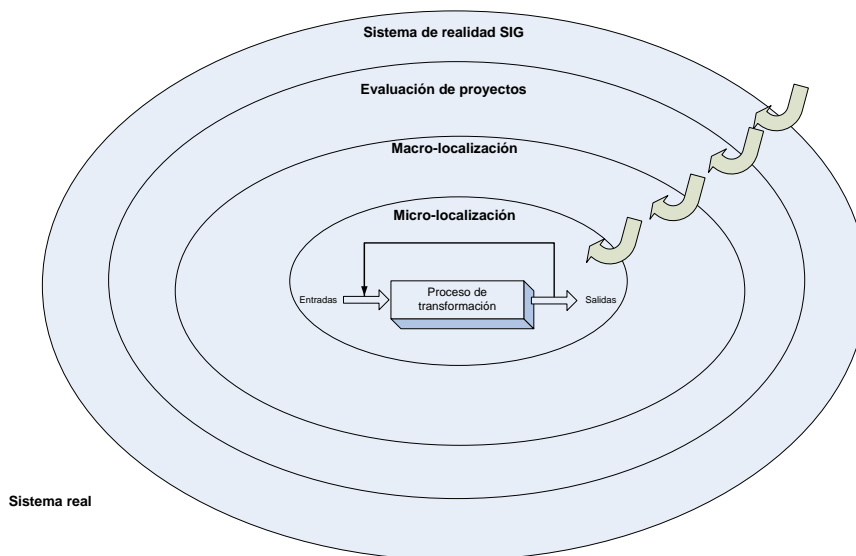 Sistema de realidad SIG
Evaluación de proyectos
Macro-localización
Micro-localización
Entradas
Proceso de
transformación
Salidas
Sistema real